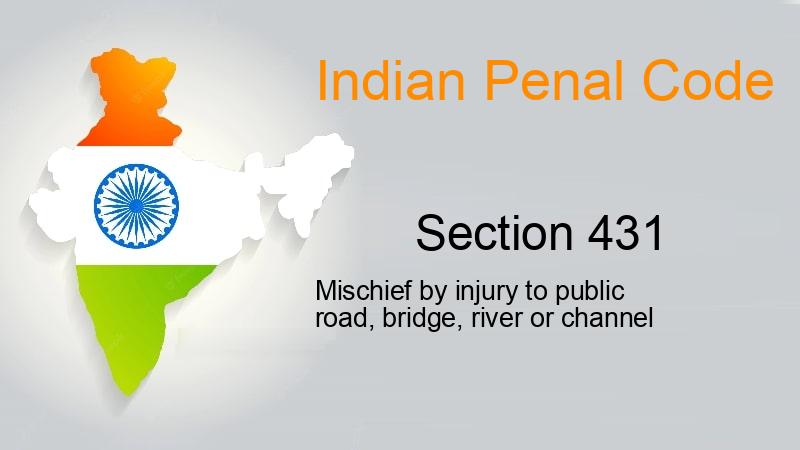 Indian Penal Code
Section 431
Mischief by injury to public
road, bridge, river or channel